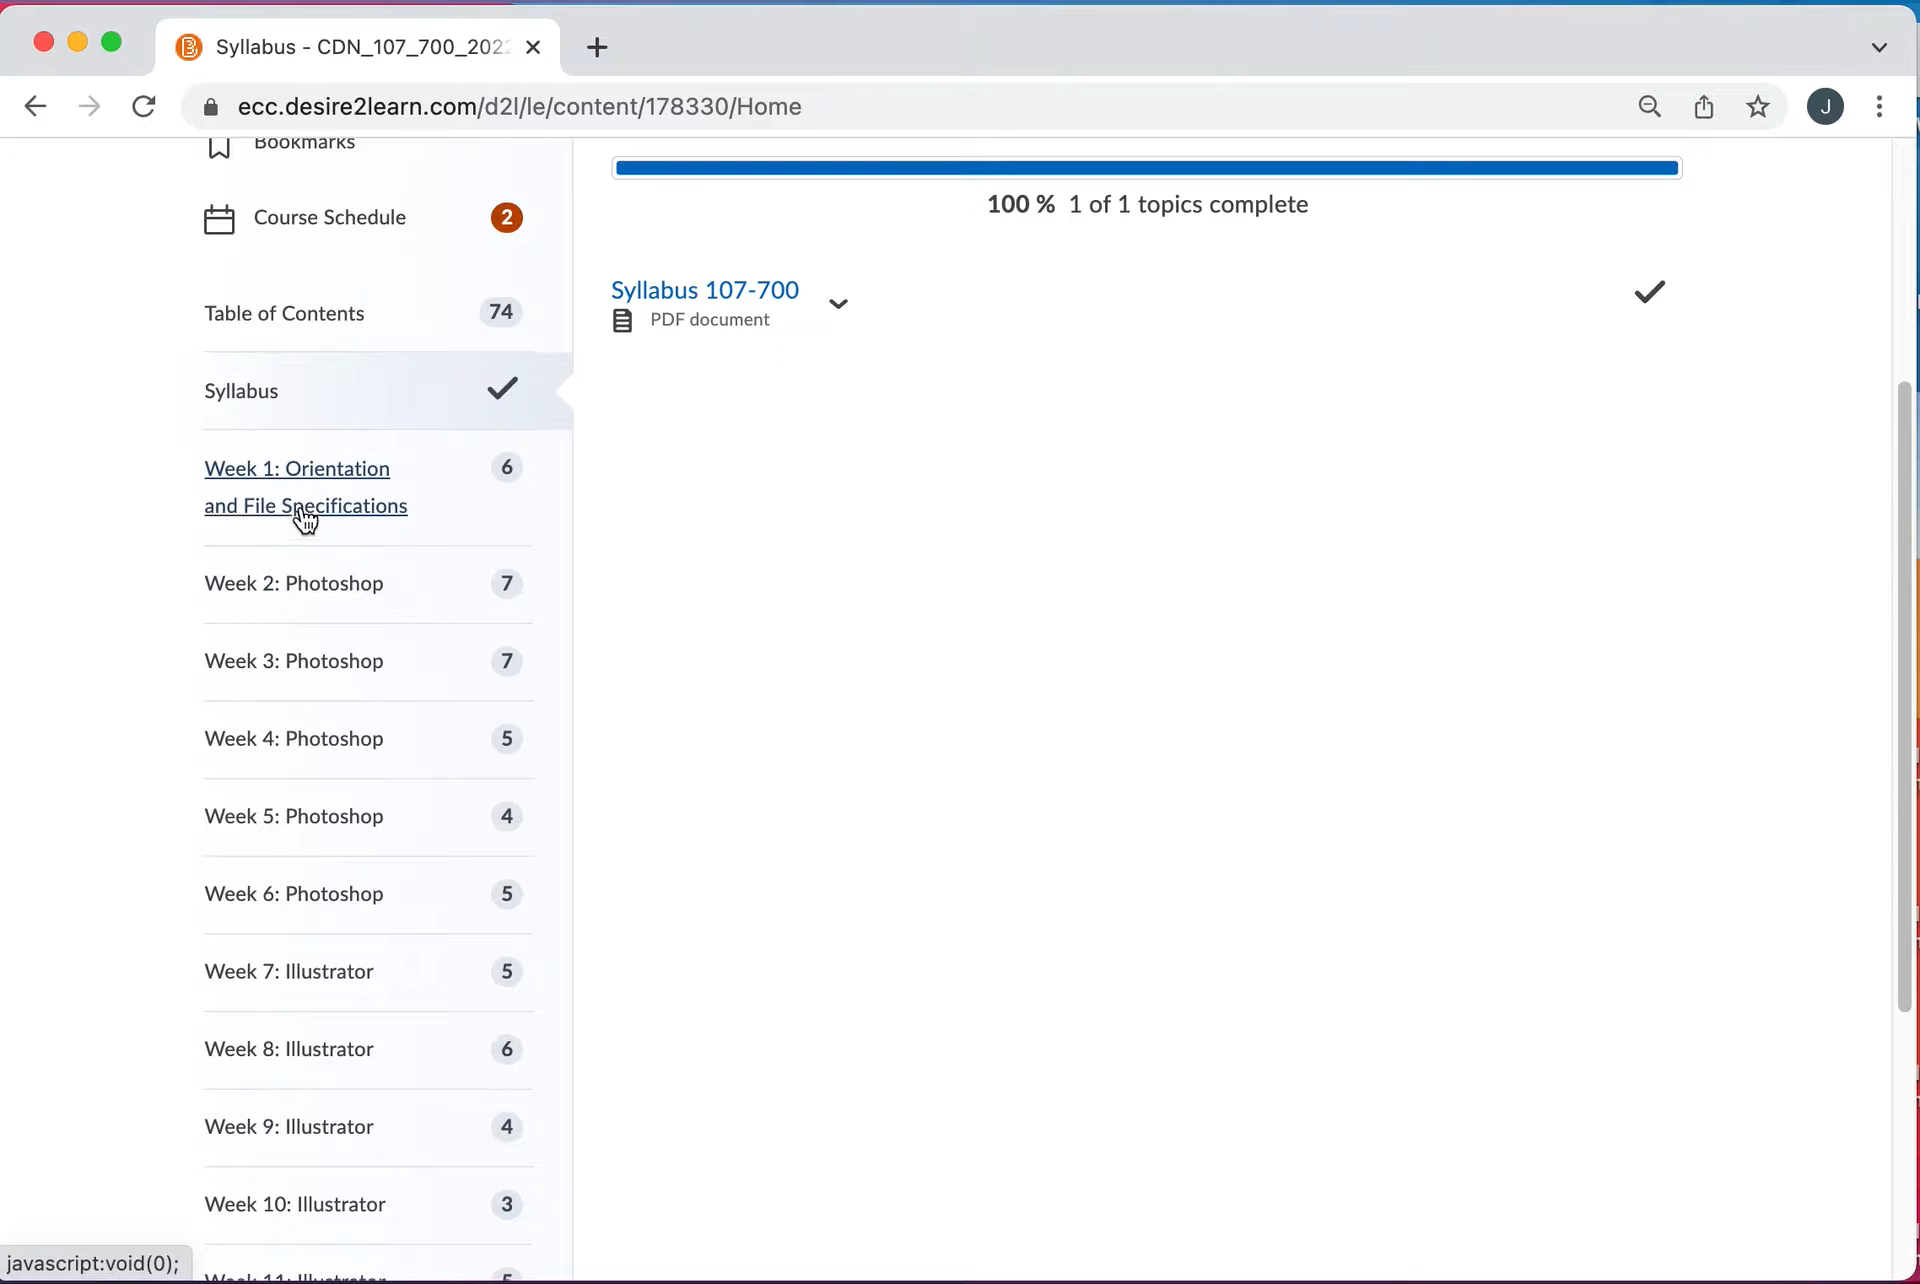 Syllabus - CDN_107_700_202
ecc.desire2learn.com/d2l/le/content/178330/Home
J
Bookmarks
Course Schedule 2
Table of Contents 74
Syllabus
Week 1: Orientation 6
and File Specifications
Week 2: Photoshop 7
Week 3: Photoshop 7
Week 4: Photoshop 5
Week 5: Photoshop 4
Week 6: Photoshop 5
Week 7: Illustrator 5
Week 8: Illustrator 6
Week 9: Illustrator 4
Week 10: Illustrator 3
Week 11: Illustrator 5
100 % 1 of 1 topics complete
Syllabus 107-700
PDF document
javascript:void(0);